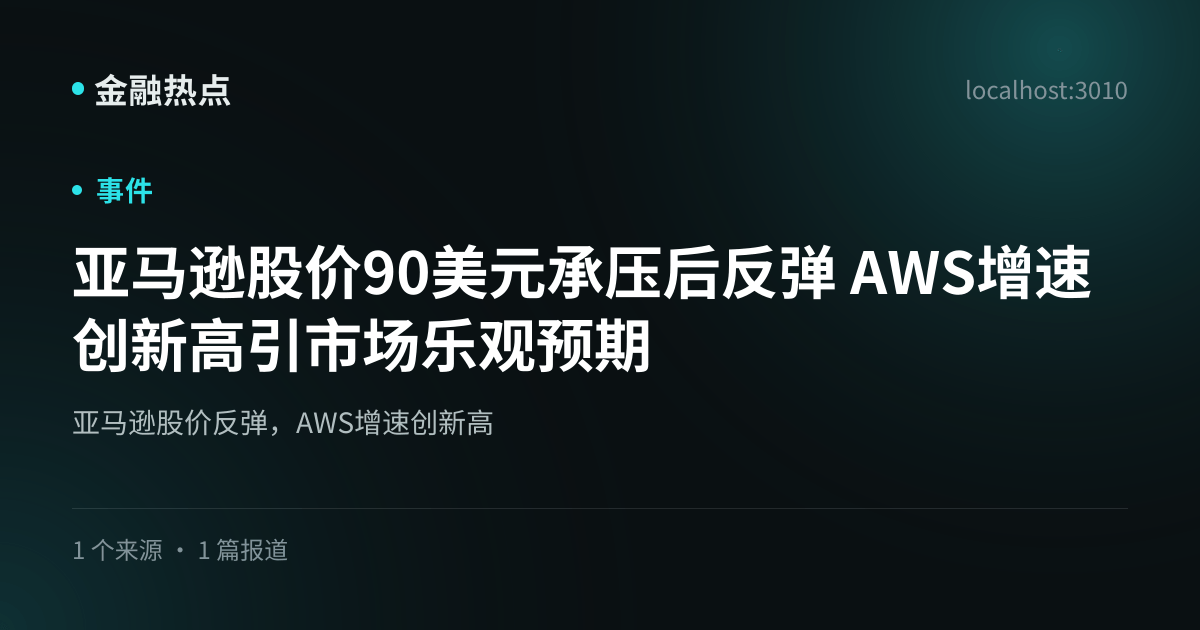 金融热点
localhost:3010
事件
亚马逊股价90美元承压后反弹 AWS增速
创新高引市场乐观预期
亚马逊股价反弹，AWS增速创新高
1 个来源 · 1 篇报道